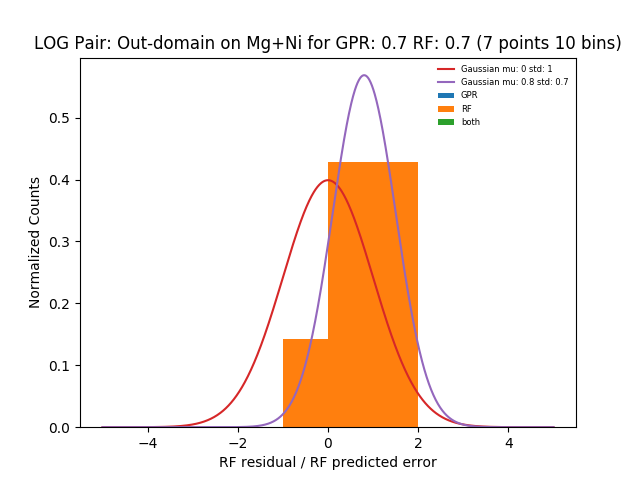 LOG Pair: Out-domain on Mg+Ni for GPR: 0.7 RF: 0.7 (7 points 10 bins)
Gaussian mu: 0 std: 1
Gaussian mu: 0.8 std: 0.7
GPR
RF
both
Normalized Counts
0.5
0.4
0.3
0.2
0.1
0.0
−4 −2 0 2 4
RF residual / RF predicted error